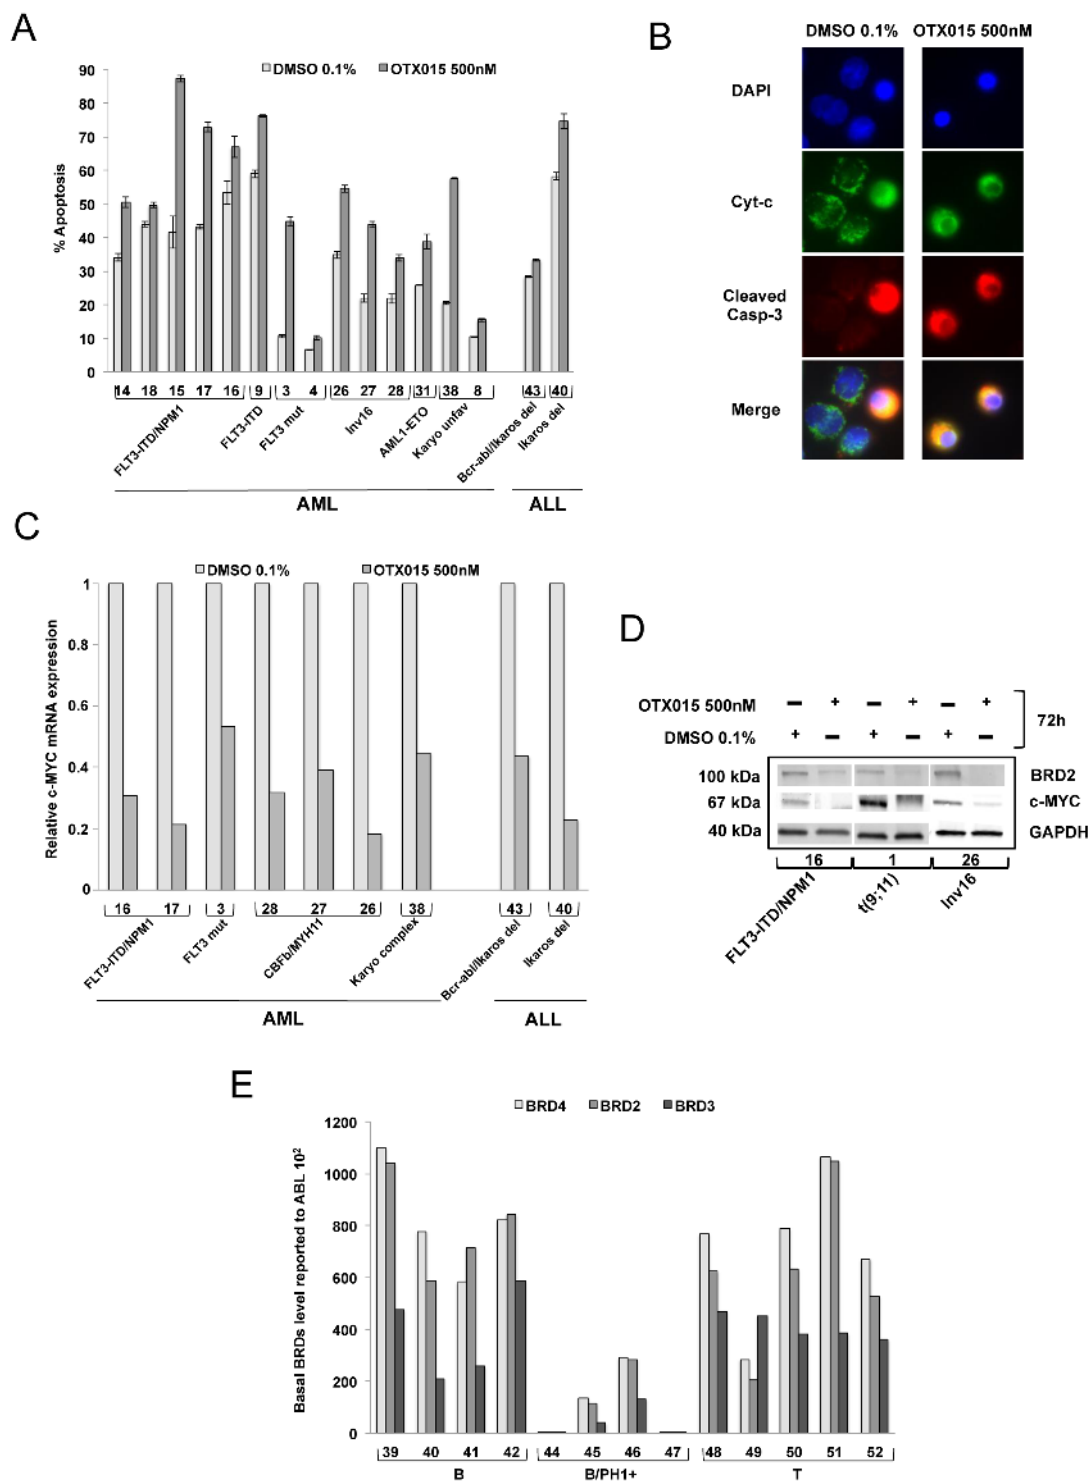 A
DMSO 0.1% OTX015 500nM
% Apoptosis
90
80
70
60
50
40
30
20
10
0
14 18 15 17 16 9 3 4 26 27 28 31 38 8 43 40
FLT3-ITD/NPM1
FLT3-ITD
FLT3 mut
Inv16
AML1-ETO
Karyo unfav
Bcr-abl/Ikaros del
Ikaros del
AML
ALL
B
DMSO 0.1% OTX015 500nM
DAPI
Cyt-c
Cleaved
Casp-3
Merge
C
DMSO 0.1% OTX015 500nM
Relative c-MYC mRNA expression
1
0.8
0.6
0.4
0.2
0
16 17 3 28 27 26 38 43 40
FLT3-ITD/NPM1
FLT3 mut
CBFb/MYH11
Karyo complex
Bcr-abl/Ikaros del
Ikaros del
AML
ALL
D
OTX015 500nM − + − + − +
DMSO 0.1% + − + − + −
72h
100 kDa BRD2
67 kDa c-MYC
40 kDa GAPDH
16 1 26
FLT3-ITD/NPM1
t(9;11)
Inv16
E
BRD4 BRD2 BRD3
Basal BRDs level reported to ABL 10²
1200
1000
800
600
400
200
0
39 40 41 42 44 45 46 47 48 49 50 51 52
B B/PH1+ T